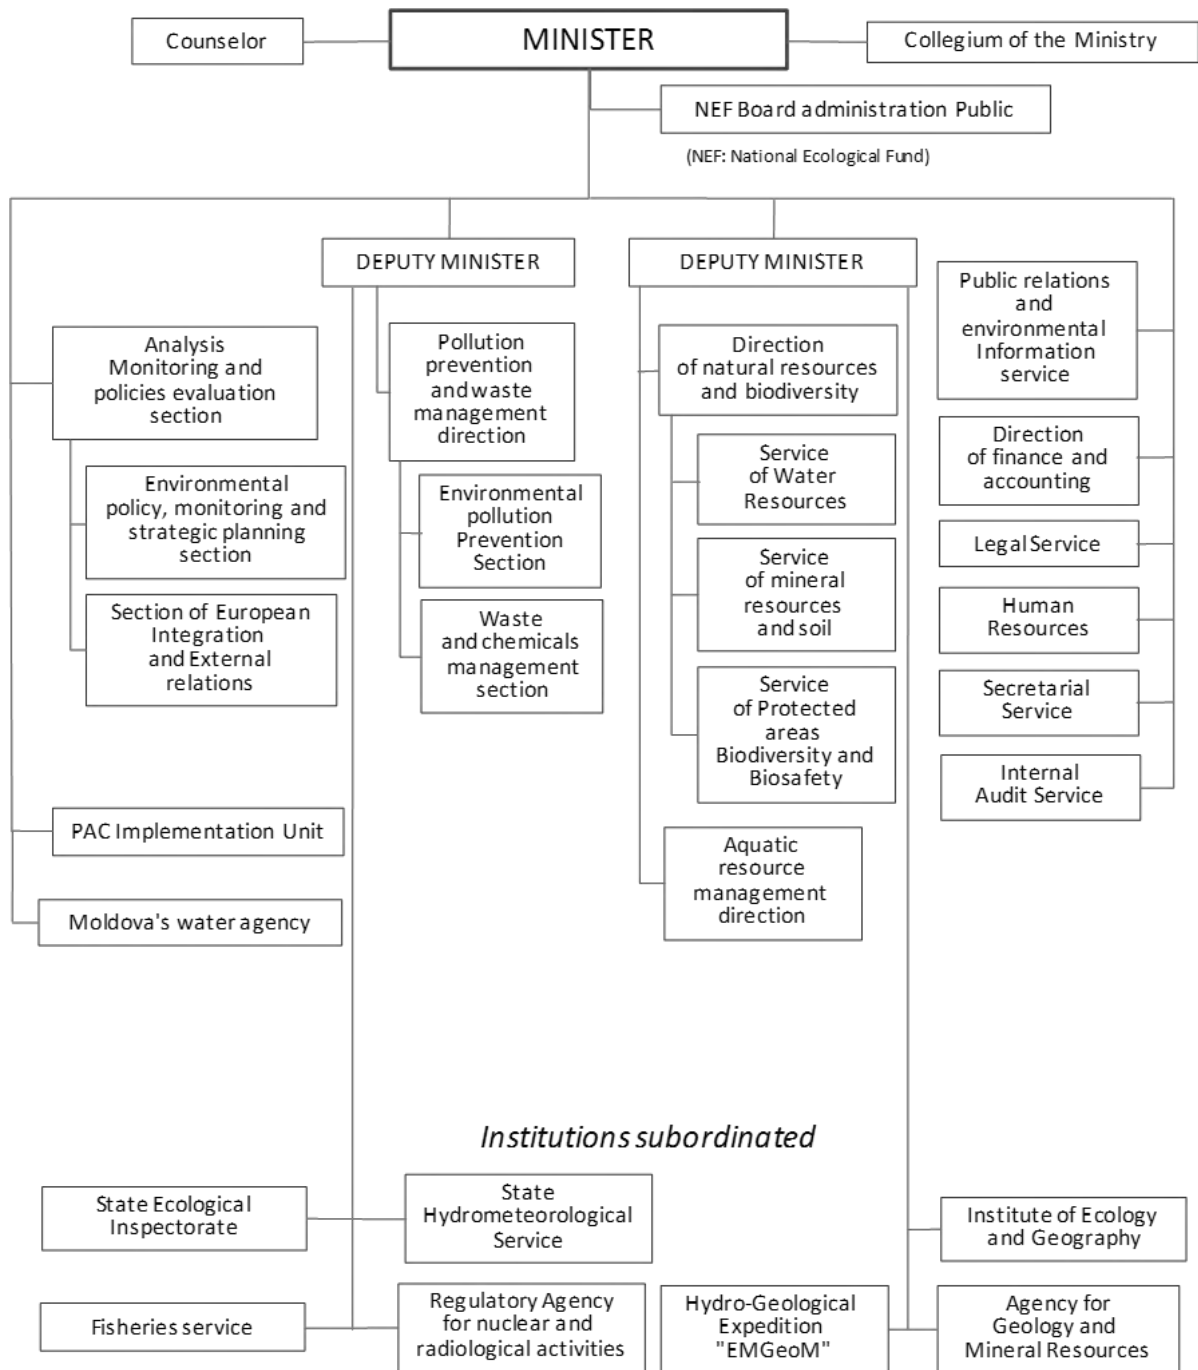 Counselor
MINISTER
Collegium of the Ministry
NEF Board administration Public
(NEF: National Ecological Fund)
DEPUTY MINISTER
DEPUTY MINISTER
Analysis
Monitoring and
policies evaluation
section
Environmental
policy, monitoring and
strategic planning
section
Section of European
Integration
and External
relations
PAC Implementation Unit
Moldova's water agency
Pollution
prevention
and waste
management
direction
Environmental
pollution
Prevention
Section
Waste
and chemicals
management
section
Direction
of natural resources
and biodiversity
Service
of Water
Resources
Service
of mineral
resources
and soil
Service
of Protected
areas
Biodiversity and
Biosafety
Aquatic
resource
management
direction
Public relations
and
environmental
Information
service
Direction
of finance and
accounting
Legal Service
Human
Resources
Secretarial
Service
Internal
Audit Service
Institutions subordinated
State Ecological
Inspectorate
State
Hydrometeorological
Service
Institute of Ecology
and Geography
Fisheries service
Regulatory Agency
for nuclear and
radiological activities
Hydro-Geological
Expedition
"EMGeoM"
Agency for
Geology and
Mineral Resources